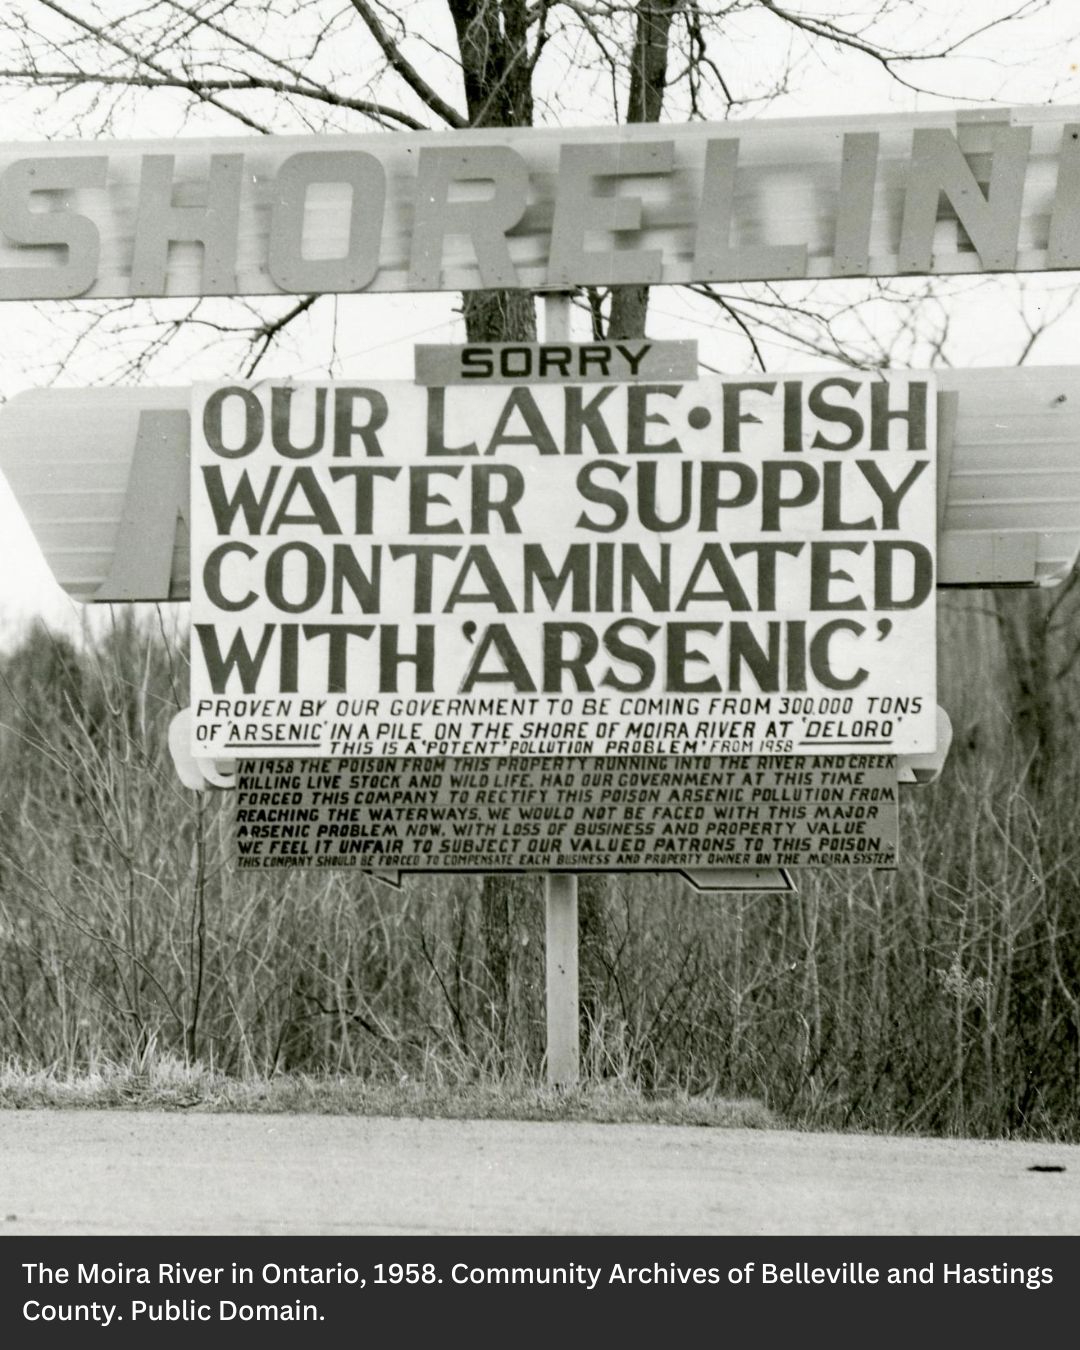 SHORELIN
SORRY
OUR LAKE•FISH
WATER SUPPLY
CONTAMINATED
WITH 'ARSENIC'
PROVEN BY OUR GOVERNMENT TO BE COMING FROM 300,000 TONS
OF 'ARSENIC' IN A PILE ON THE SHORE OF MOIRA RIVER AT 'DELORO'
THIS IS A 'POTENT' POLLUTION PROBLEM' FROM 1958
IN 1958 THE POISON FROM THIS PROPERTY RUNNING INTO THE RIVER AND CREEK
KILLING LIVE STOCK AND WILD LIFE. HAD OUR GOVERNMENT AT THIS TIME
FORCED THIS COMPANY TO RECTIFY THIS POISON ARSENIC POLLUTION FROM
REACHING THE WATERWAYS. WE WOULD NOT BE FACED WITH THIS MAJOR
ARSENIC PROBLEM NOW. WITH LOSS OF BUSINESS AND PROPERTY VALUE
WE FEEL IT UNFAIR TO SUBJECT OUR VALUED PATRONS TO THIS POISON.
THIS COMPANY SHOULD BE FORCED TO COMPENSATE EACH BUSINESS AND PROPERTY OWNER ON THE MOIRA SYSTEM
The Moira River in Ontario, 1958. Community Archives of Belleville and Hastings
County. Public Domain.